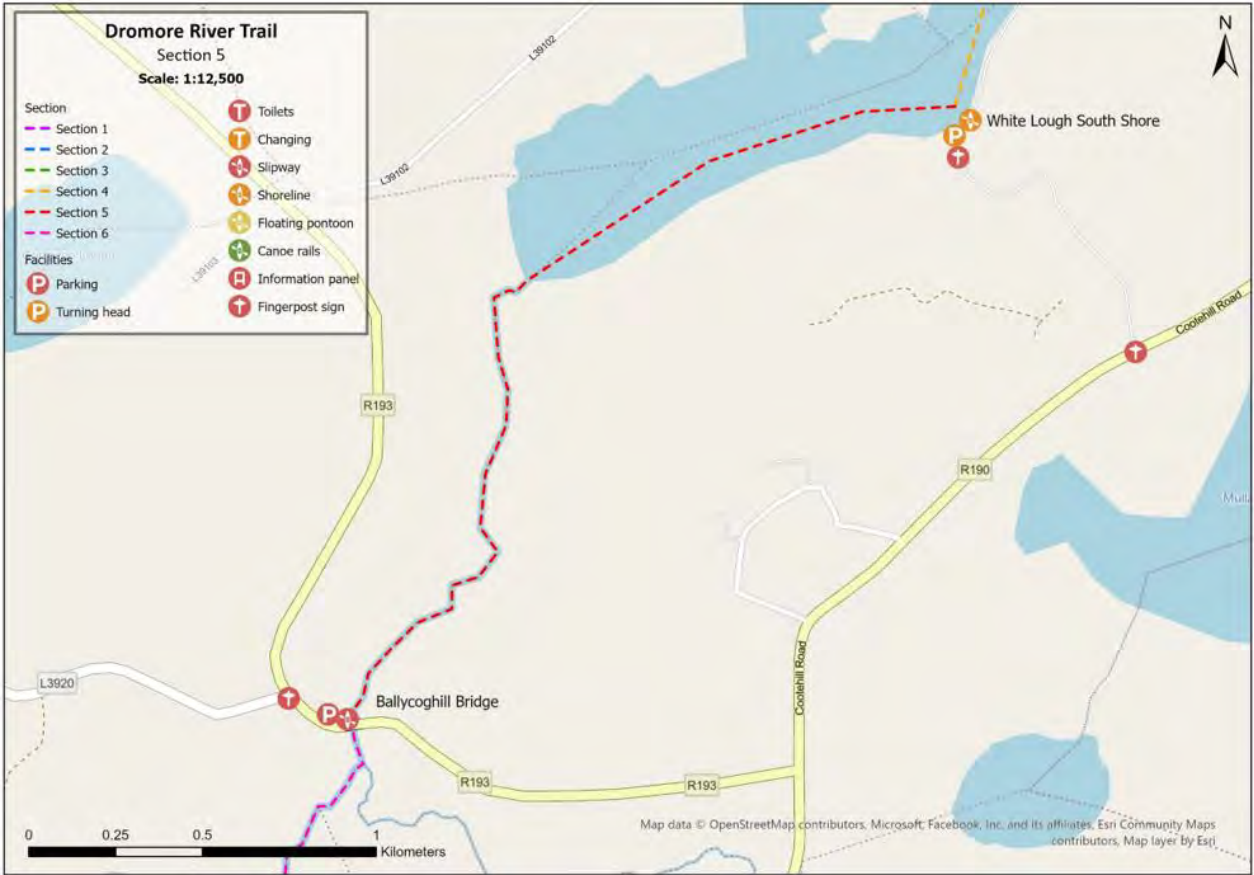 Dromore River Trail
Section 5
Scale: 1:12,500
Section
Section 1
Section 2
Section 3
Section 4
Section 5
Section 6
Facilities
Parking
Turning head
Toilets
Changing
Slipway
Shoreline
Floating pontoon
Canoe rails
Information panel
Fingerpost sign
N
L39102
L39102
L39103
White Lough South Shore
Cootehill Road
R193
R190
Cootehill Road
L3920
Ballycoghill Bridge
R193
R193
0 0.25 0.5 1
Kilometers
Map data © OpenStreetMap contributors, Microsoft, Facebook, Inc. and its affiliates, Esri Community Maps
contributors, Map layer by Esri